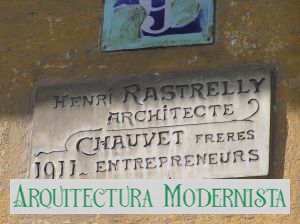 HENRI RASTRELLY
ARCHITECTE
CHAUVET FRERES
1911. ENTREPRENEURS
ARQUITECTURA MODERNISTA